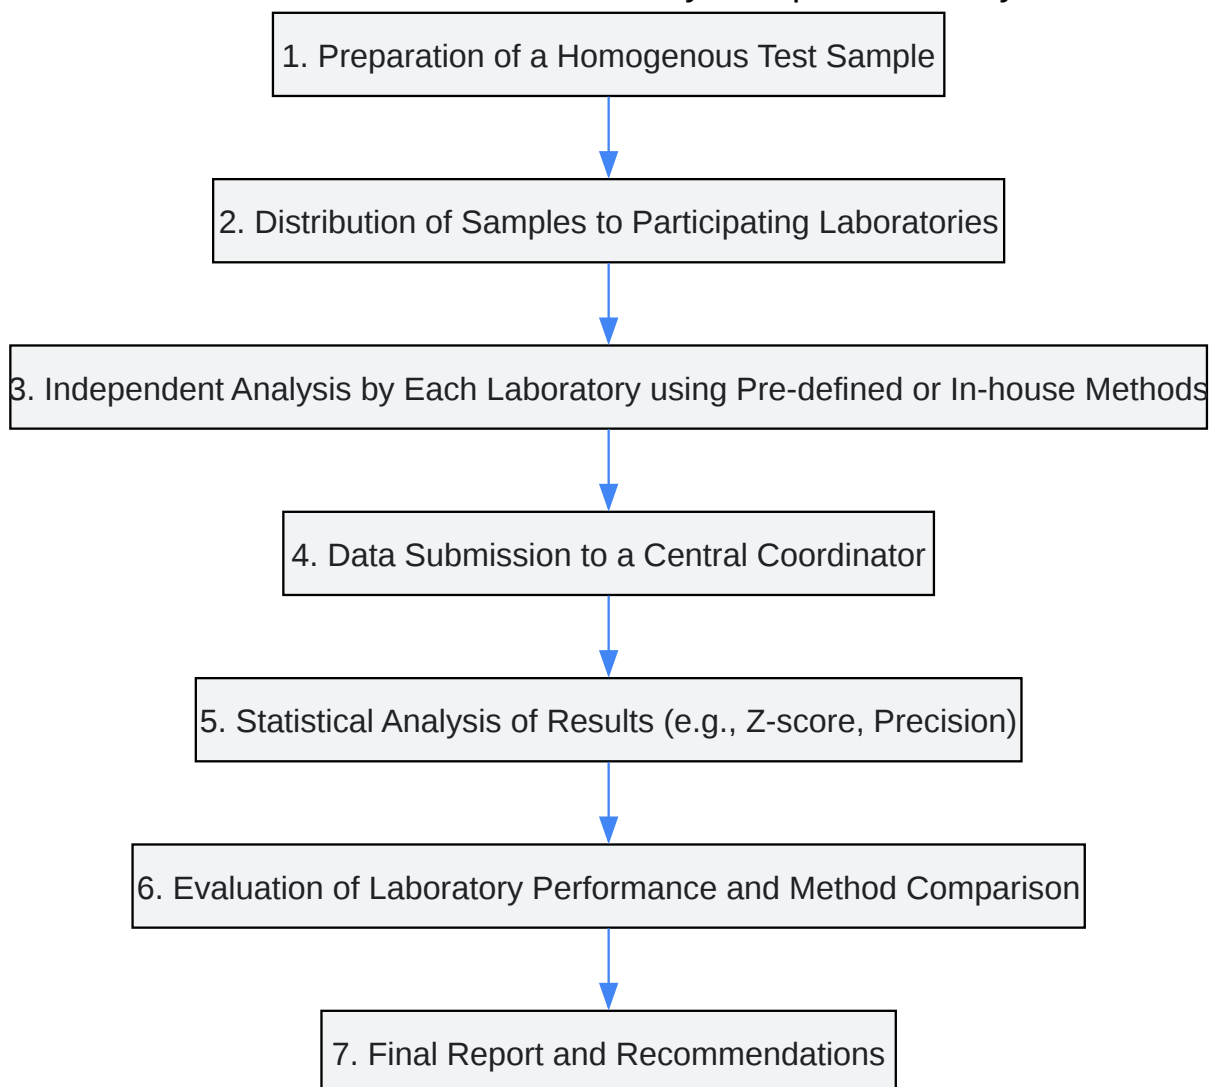 1. Preparation of a Homogenous Test Sample
2. Distribution of Samples to Participating Laboratories
3. Independent Analysis by Each Laboratory using Pre-defined or In-house Methods
4. Data Submission to a Central Coordinator
5. Statistical Analysis of Results (e.g., Z-score, Precision)
6. Evaluation of Laboratory Performance and Method Comparison
7. Final Report and Recommendations